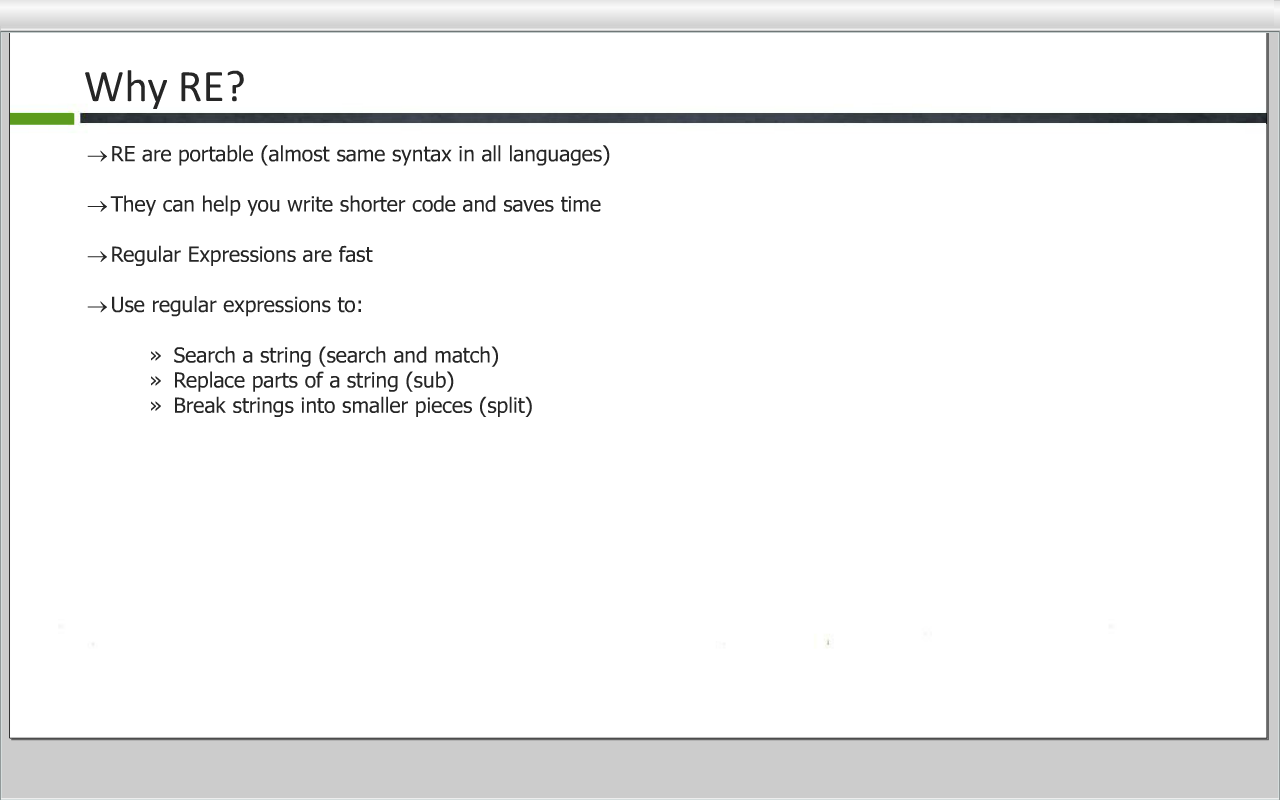 Why RE?
→RE are portable (almost same syntax in all languages)
→They can help you write shorter code and saves time
→Regular Expressions are fast
→Use regular expressions to:
» Search a string (search and match)
» Replace parts of a string (sub)
» Break strings into smaller pieces (split)